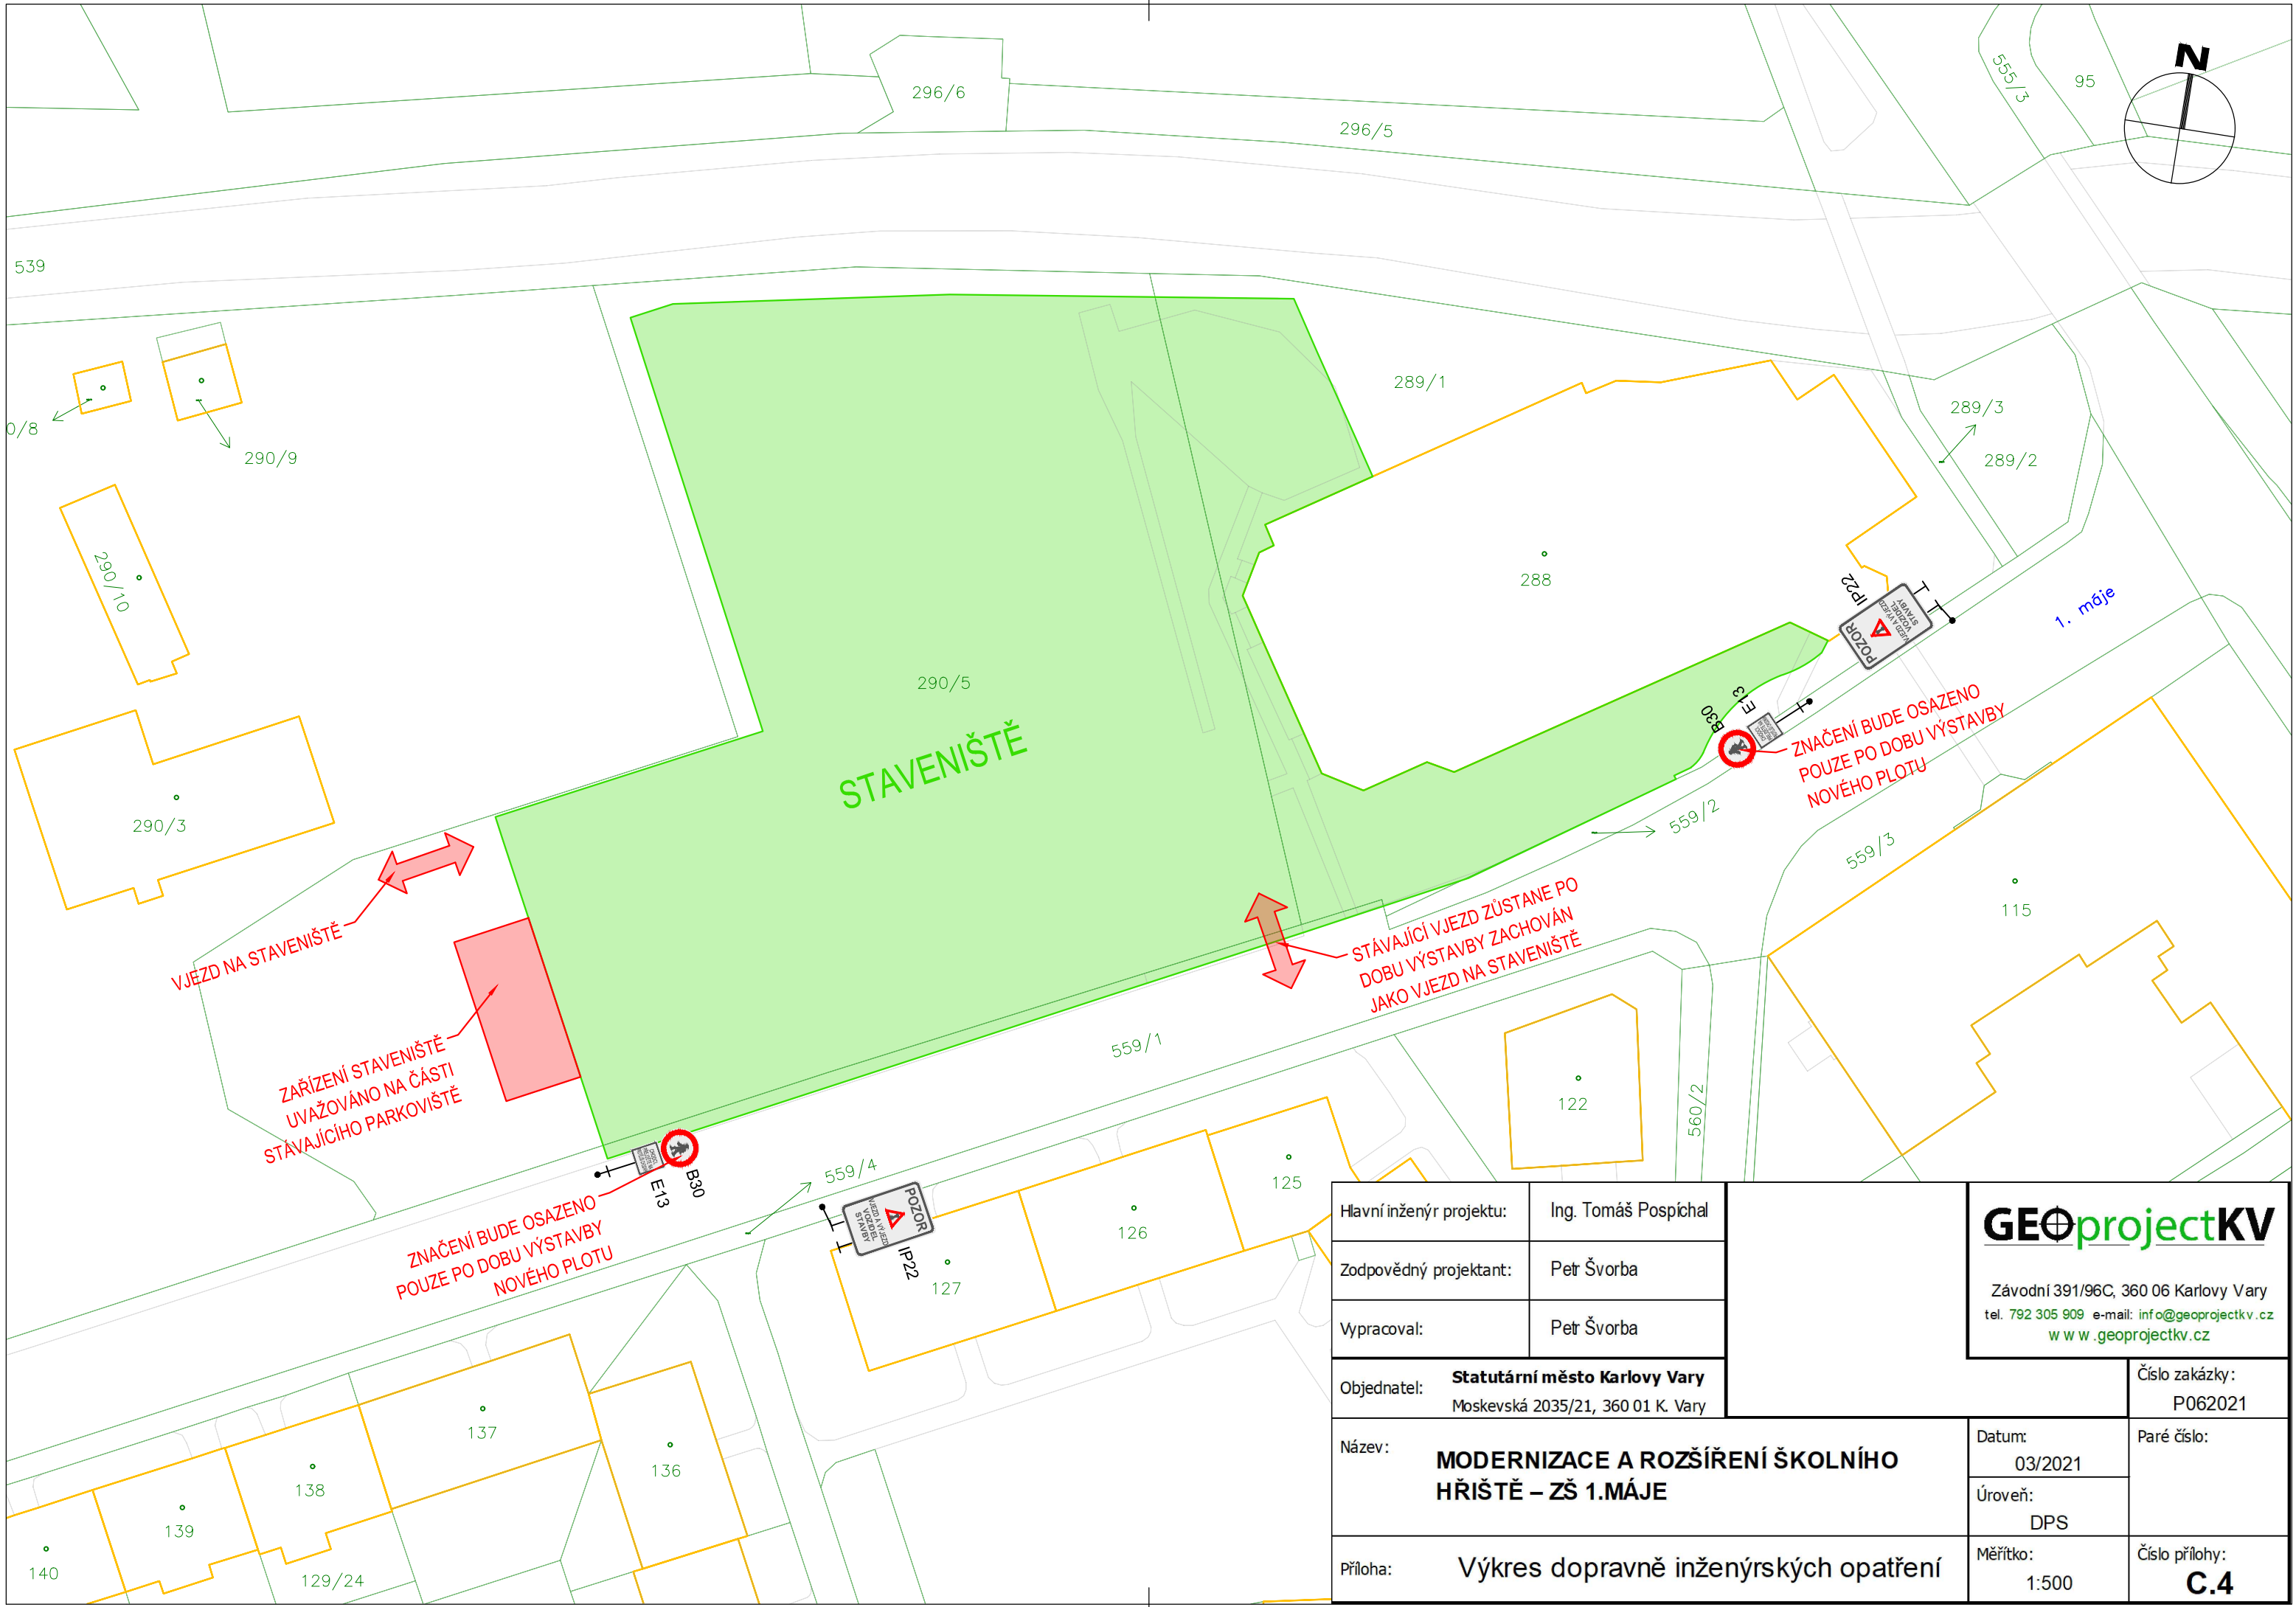 N
296/6
296/5
555/3
95
539
289/1
289/3
289/2
0/8
290/9
290/10
288
IP22
POZOR
VJEZD A VÝJEZD
VOZIDEL
STAVBY
1. máje
290/5
STAVENIŠTĚ
E13
B30
ZNAČENÍ BUDE OSAZENO
POUZE PO DOBU VÝSTAVBY
NOVÉHO PLOTU
290/3
559/2
559/3
115
VJEZD NA STAVENIŠTĚ
STÁVAJÍCÍ VJEZD ZŮSTANE PO
DOBU VÝSTAVBY ZACHOVÁN
JAKO VJEZD NA STAVENIŠTĚ
559/1
ZAŘÍZENÍ STAVENIŠTĚ
UVAŽOVÁNO NA ČÁSTI
STÁVAJÍCÍHO PARKOVIŠTĚ
122
560/2
E13
B30
559/4
ZNAČENÍ BUDE OSAZENO
POUZE PO DOBU VÝSTAVBY
NOVÉHO PLOTU
POZOR
VJEZD A VÝJEZD
VOZIDEL
STAVBY
IP22
125
126
127
137
136
138
139
140
129/24
Hlavní inženýr projektu: Ing. Tomáš Pospíchal
Zodpovědný projektant: Petr Švorba
Vypracoval: Petr Švorba
GEOprojectKV
Závodní 391/96C, 360 06 Karlovy Vary
tel. 792 305 909 e-mail: info@geoprojectkv.cz
www.geoprojectkv.cz
Objednatel: Statutární město Karlovy Vary
Moskevská 2035/21, 360 01 K. Vary
Číslo zakázky:
P062021
Název: MODERNIZACE A ROZŠÍŘENÍ ŠKOLNÍHO
HŘIŠTĚ – ZŠ 1.MÁJE
Datum:
03/2021
Paré číslo:
Úroveň:
DPS
Příloha: Výkres dopravně inženýrských opatření
Měřítko:
1:500
Číslo přílohy:
C.4